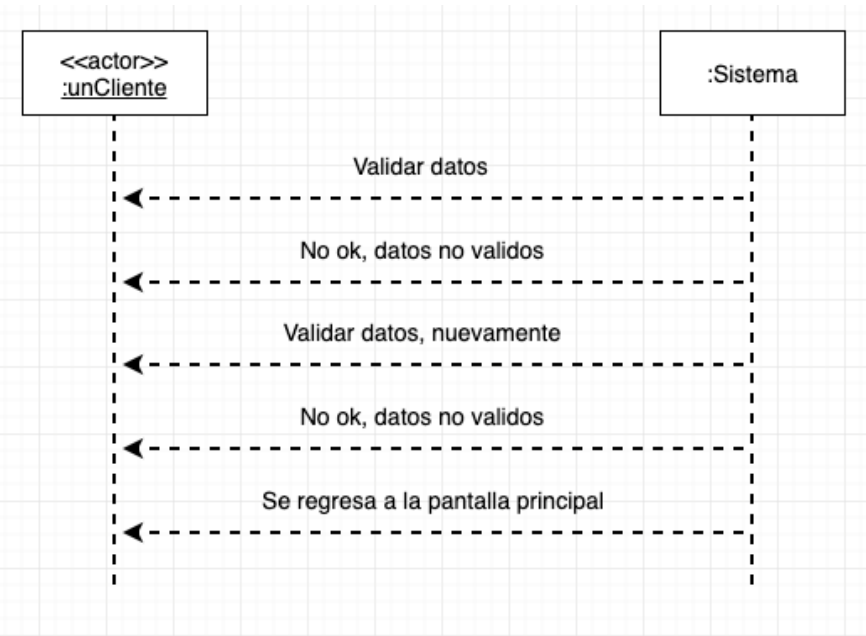 <<actor>>
:unCliente
:Sistema
Validar datos
No ok, datos no validos
Validar datos, nuevamente
No ok, datos no validos
Se regresa a la pantalla principal